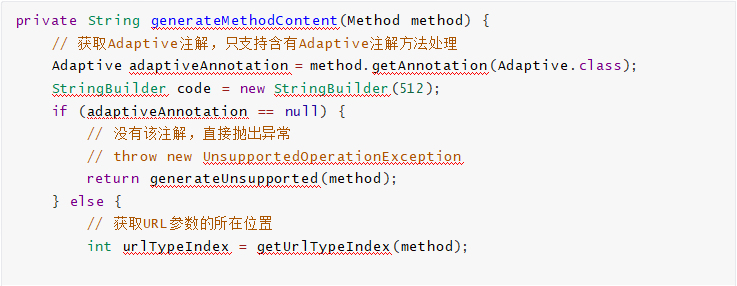 private String generateMethodContent(Method method) {
    // 获取Adaptive注解，只支持含有Adaptive注解方法处理
    Adaptive adaptiveAnnotation = method.getAnnotation(Adaptive.class);
    StringBuilder code = new StringBuilder(512);
    if (adaptiveAnnotation == null) {
        // 没有该注解，直接抛出异常
        // throw new UnsupportedOperationException
        return generateUnsupported(method);
    } else {
        // 获取URL参数的所在位置
        int urlTypeIndex = getUrlTypeIndex(method);